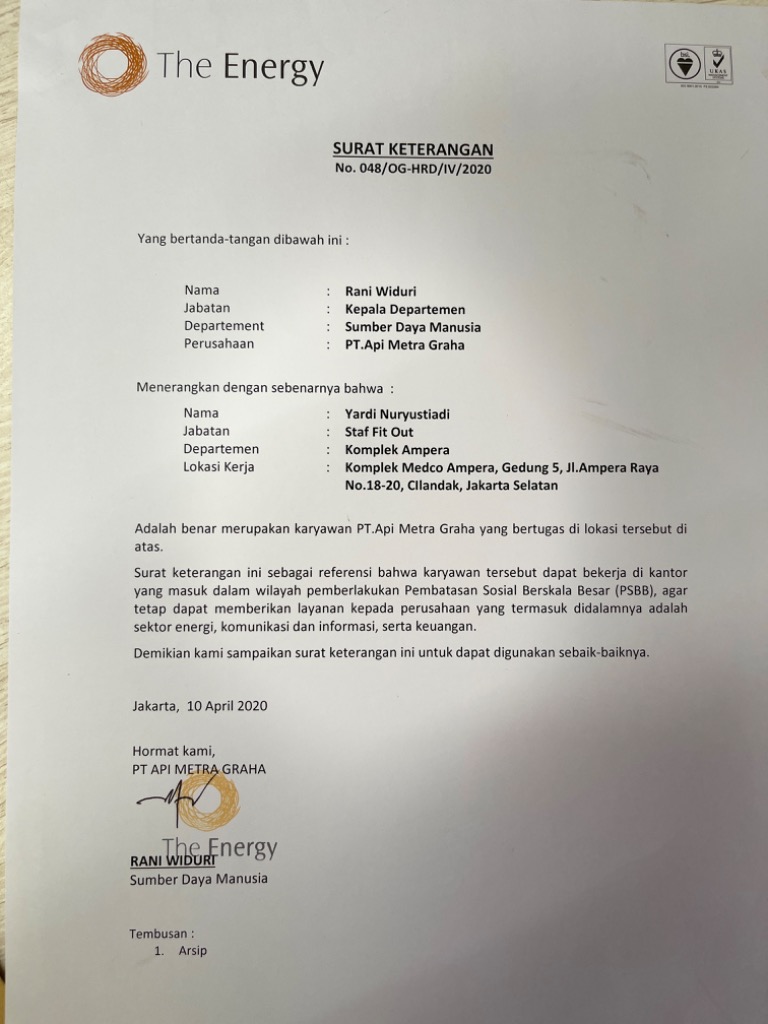 The Energy
bsi.
UKAS
SURAT KETERANGAN
No. 048/OG-HRD/IV/2020
Yang bertanda-tangan dibawah ini :
Nama : Rani Widuri
Jabatan : Kepala Departemen
Departement : Sumber Daya Manusia
Perusahaan : PT.Api Metra Graha
Menerangkan dengan sebenarnya bahwa :
Nama : Yardi Nuryustiadi
Jabatan : Staf Fit Out
Departemen : Komplek Ampera
Lokasi Kerja : Komplek Medco Ampera, Gedung 5, Jl.Ampera Raya
No.18-20, CIlandak, Jakarta Selatan
Adalah benar merupakan karyawan PT.Api Metra Graha yang bertugas di lokasi tersebut di
atas.
Surat keterangan ini sebagai referensi bahwa karyawan tersebut dapat bekerja di kantor
yang masuk dalam wilayah pemberlakukan Pembatasan Sosial Berskala Besar (PSBB), agar
tetap dapat memberikan layanan kepada perusahaan yang termasuk didalamnya adalah
sektor energi, komunikasi dan informasi, serta keuangan.
Demikian kami sampaikan surat keterangan ini untuk dapat digunakan sebaik-baiknya.
Jakarta, 10 April 2020
Hormat kami,
PT API METRA GRAHA
The Energy
RANI WIDURI
Sumber Daya Manusia
Tembusan :
1. Arsip